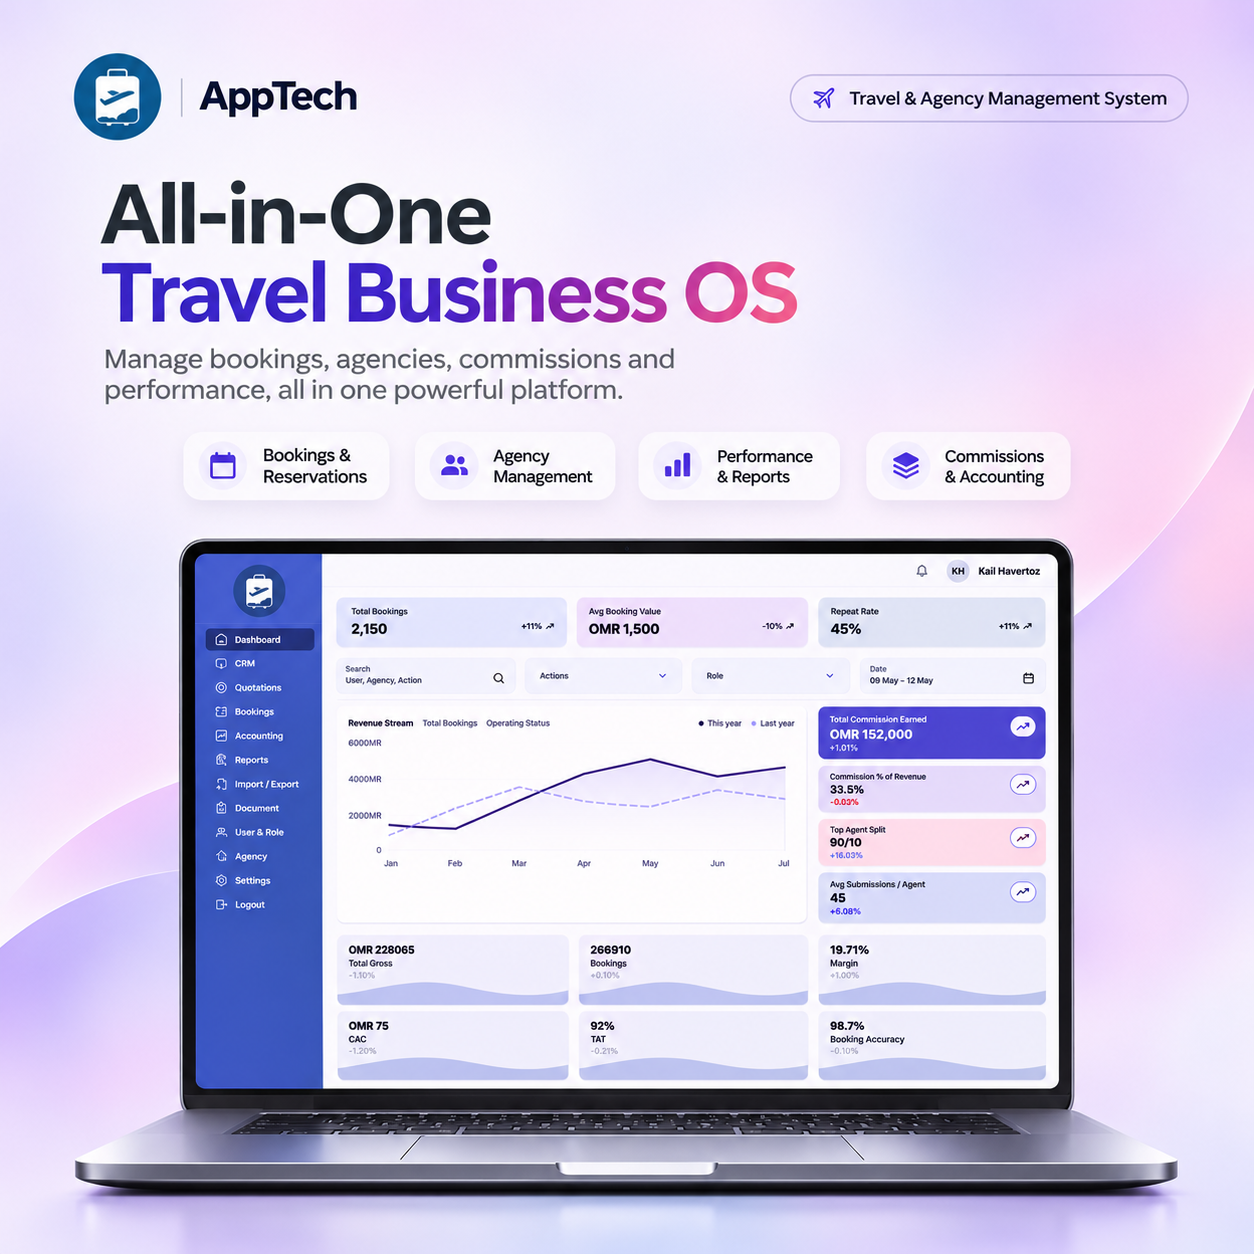 AppTech
Travel & Agency Management System
All-in-One
Travel Business OS
Manage bookings, agencies, commissions and
performance, all in one powerful platform.
Bookings &
Reservations
Agency
Management
Performance
& Reports
Commissions
& Accounting
KH
Kail Havertoz
Dashboard
CRM
Quotations
Bookings
Accounting
Reports
Import / Export
Document
User & Role
Agency
Settings
Logout
Total Bookings
2,150
+11%
Avg Booking Value
OMR 1,500
-10%
Repeat Rate
45%
+11%
Search
User, Agency, Action
Actions
Role
Date
09 May – 12 May
Revenue Stream
Total Bookings
Operating Status
This year
Last year
6000MR
4000MR
2000MR
0
Jan
Feb
Mar
Apr
May
Jun
Jul
Total Commission Earned
OMR 152,000
+1.01%
Commission % of Revenue
33.5%
-0.03%
Top Agent Split
90/10
+16.03%
Avg Submissions / Agent
45
+6.08%
OMR 228065
Total Gross
-1.10%
266910
Bookings
+0.10%
19.71%
Margin
+1.00%
OMR 75
CAC
-1.20%
92%
TAT
-0.21%
98.7%
Booking Accuracy
-0.10%